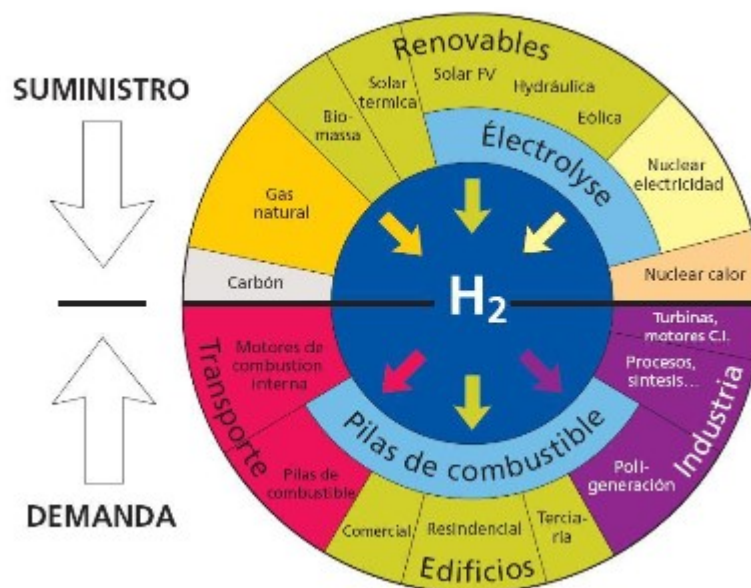 Renovables
Solar FV
Hydráulica
Eólica
Solar
termica
Bio-
massa
SUMINISTRO
Électrolyse
Nuclear
electricidad
Gas
natural
Nuclear calor
Carbón
H2
Turbinas,
motores C.I.
Procesos,
sintesis...
Industria
Transporte
Motores de
combustion
interna
Pilas de combustible
Pilas de
combustible
Poli-
generación
Comercial
Resindencial
Tercia-
ria
Edificios
DEMANDA